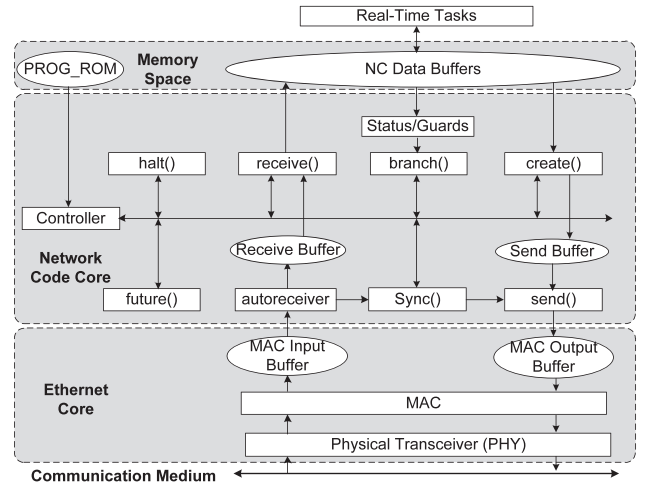 Real-Time Tasks
PROG_ROM
Memory
Space
NC Data Buffers
Status/Guards
halt()
receive()
branch()
create()
Controller
Network
Code Core
Receive Buffer
Send Buffer
future()
autoreceiver
Sync()
send()
MAC Input
Buffer
MAC Output
Buffer
Ethernet
Core
MAC
Physical Transceiver (PHY)
Communication Medium